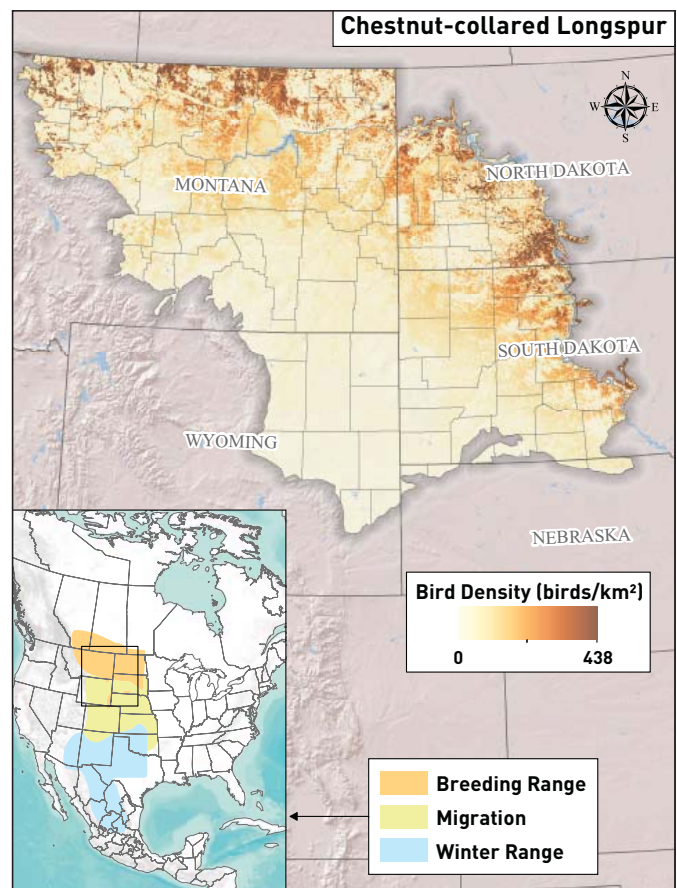 Chestnut-collared Longspur
N
W E
S
MONTANA
NORTH DAKOTA
SOUTH DAKOTA
WYOMING
NEBRASKA
Bird Density (birds/km²)
0 438
Breeding Range
Migration
Winter Range